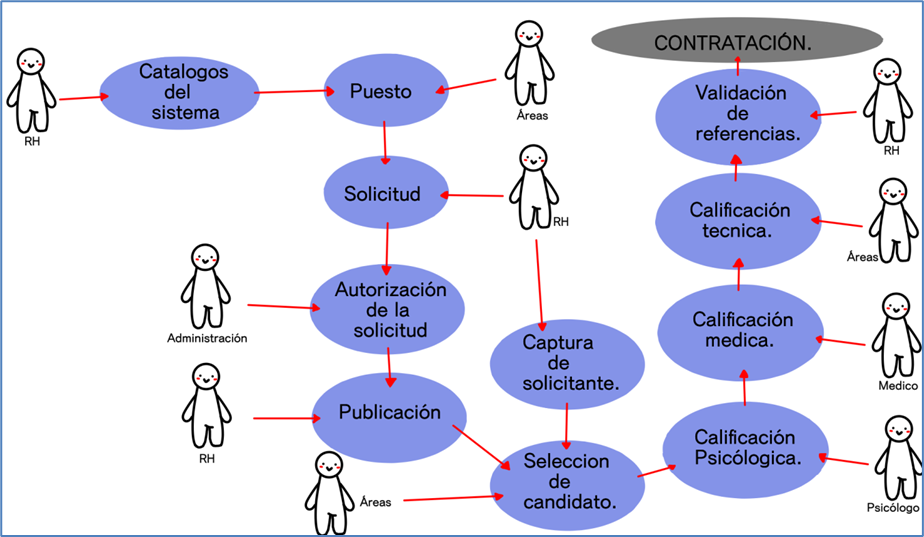 RH
Catalogos
del
sistema
Puesto
Áreas
Solicitud
RH
Administración
Autorización
de la
solicitud
RH
Publicación
Captura
de
solicitante.
Áreas
Seleccion
de
candidato.
Calificación
Psicólogica.
Psicólogo
Calificación
medica.
Medico
Calificación
tecnica.
Áreas
Validación
de
referencias.
RH
CONTRATACIÓN.